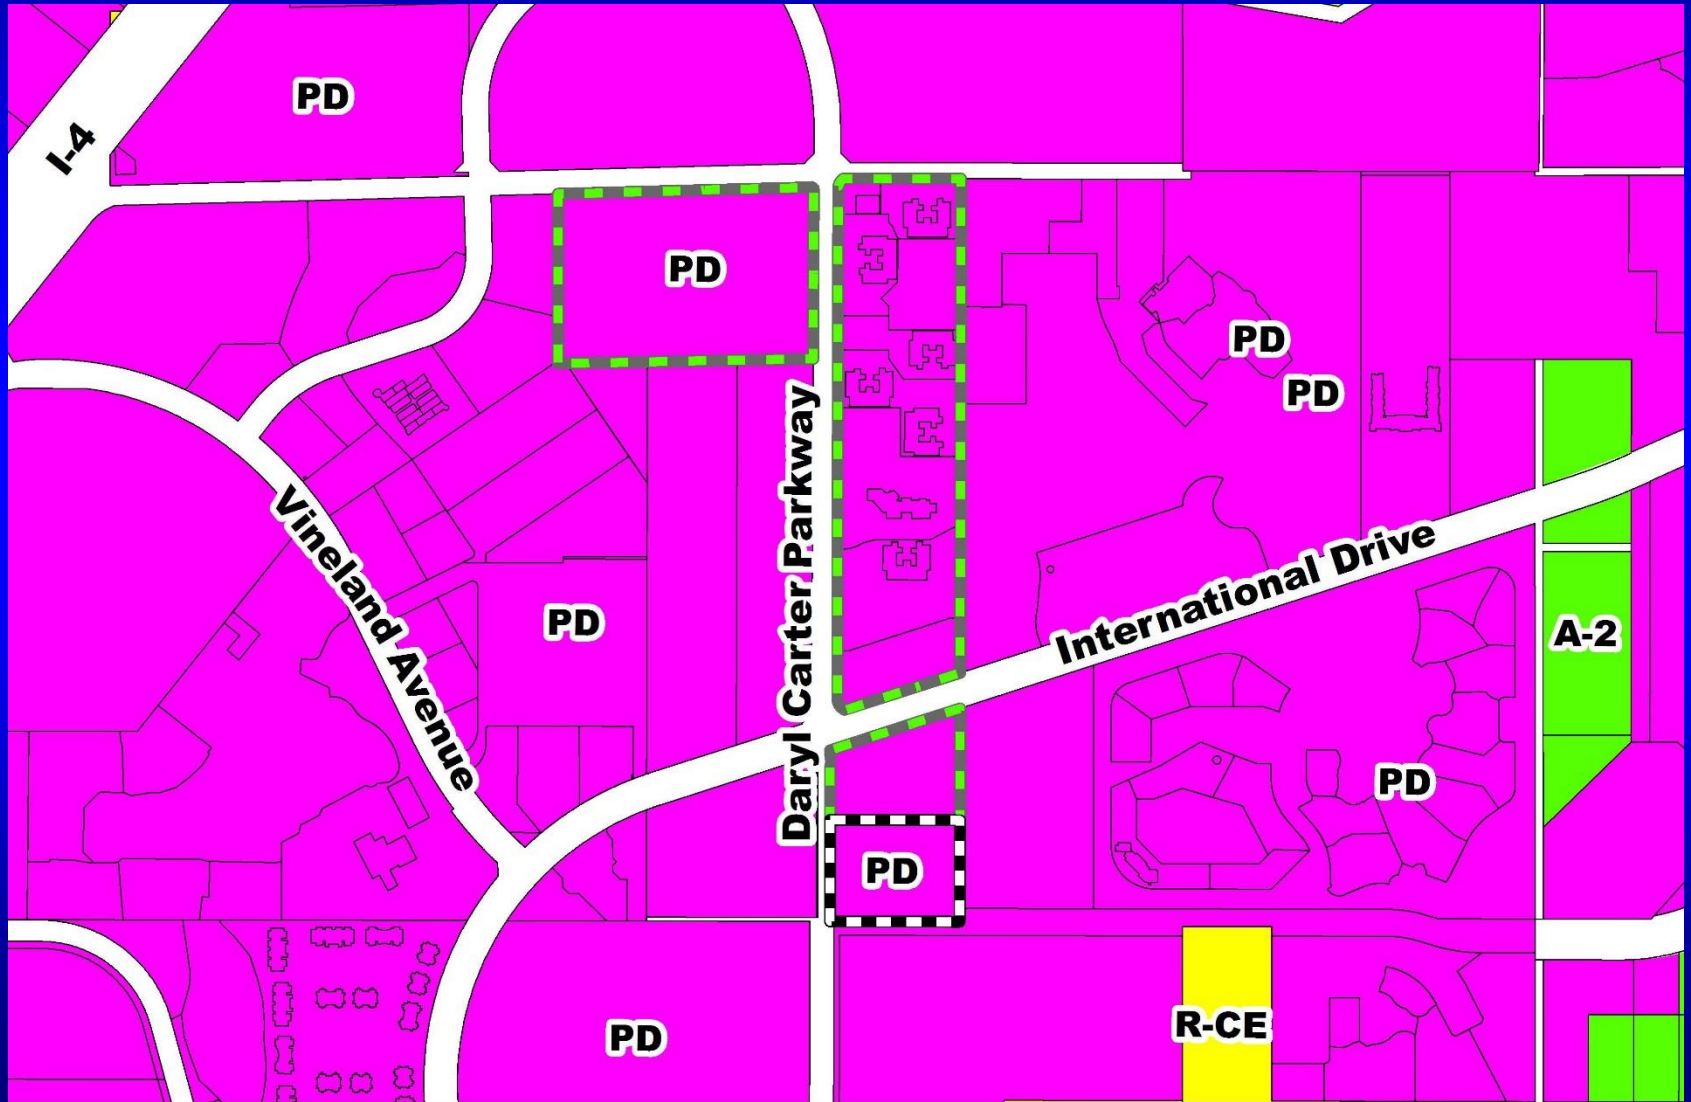 PD
I-4
PD
PD
PD
Daryl Carter Parkway
Vineland Avenue
International Drive
PD
A-2
PD
PD
R-CE
PD